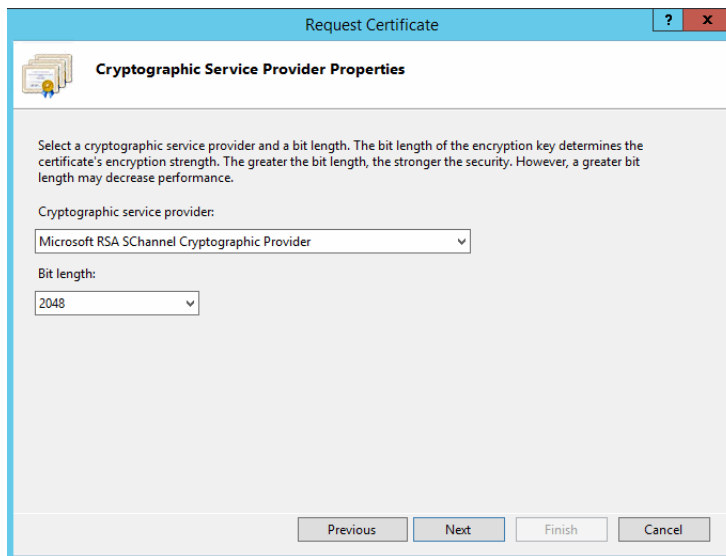 Request Certificate
?
x
Cryptographic Service Provider Properties
Select a cryptographic service provider and a bit length. The bit length of the encryption key determines the
certificate's encryption strength. The greater the bit length, the stronger the security. However, a greater bit
length may decrease performance.
Cryptographic service provider:
Microsoft RSA SChannel Cryptographic Provider
Bit length:
2048
Previous
Next
Finish
Cancel